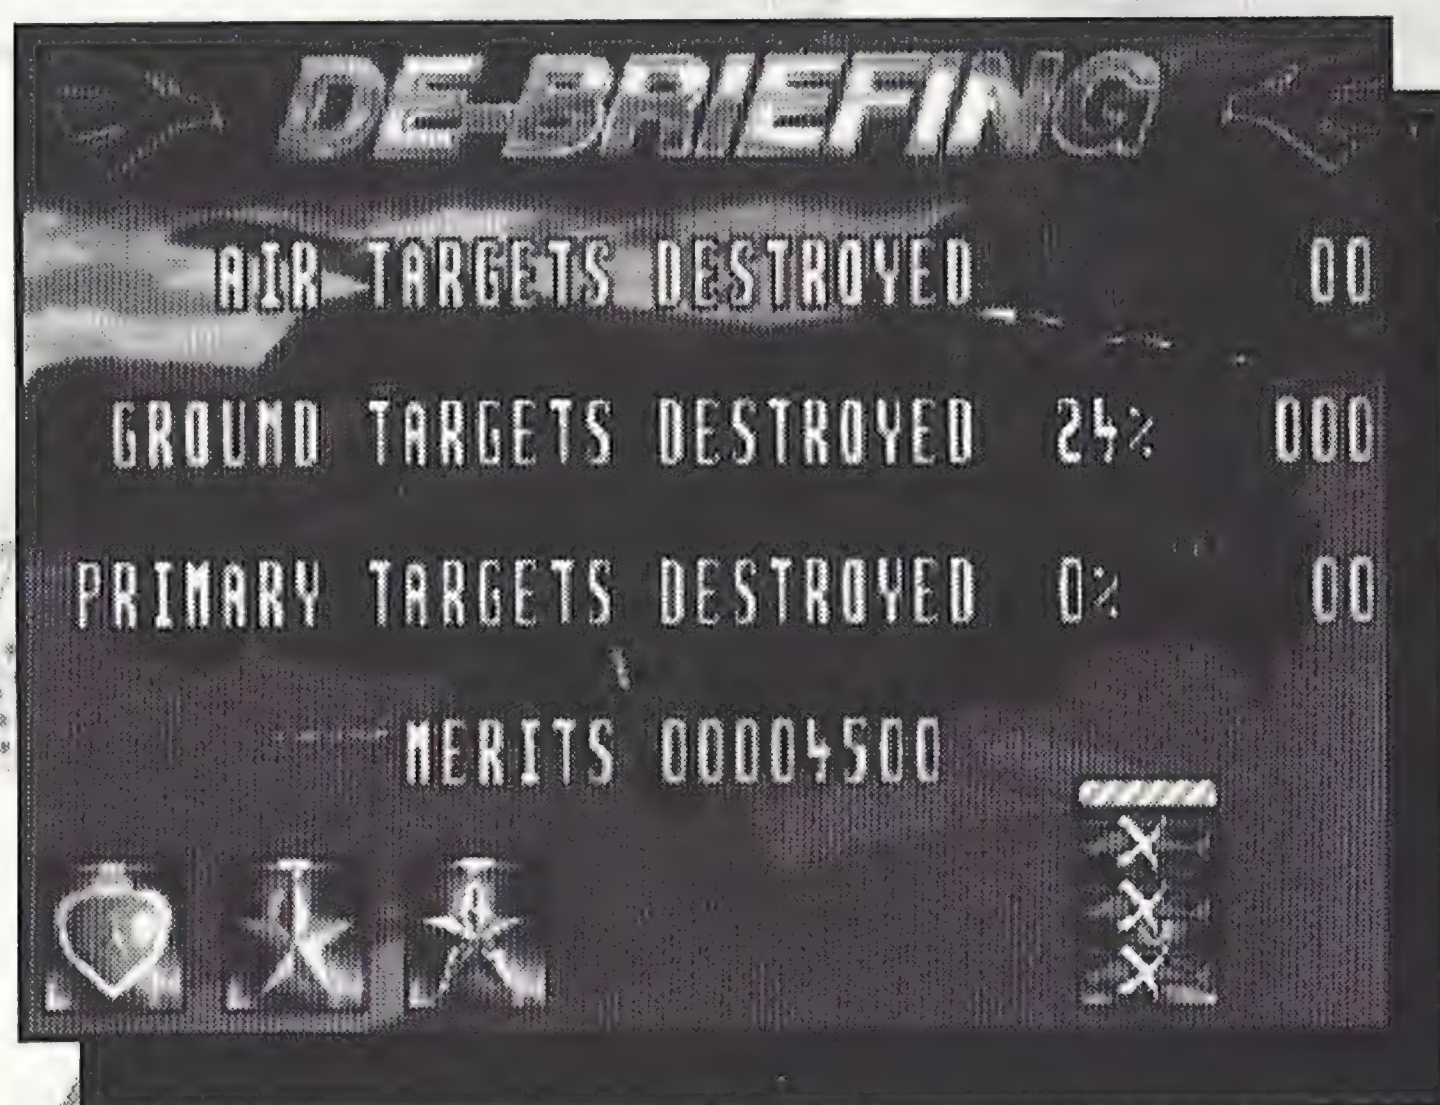 DE-BRIEFING
AIR TARGETS DESTROYED 00
GROUND TARGETS DESTROYED 24% 000
PRIMARY TARGETS DESTROYED 0% 00
MERITS 00004500